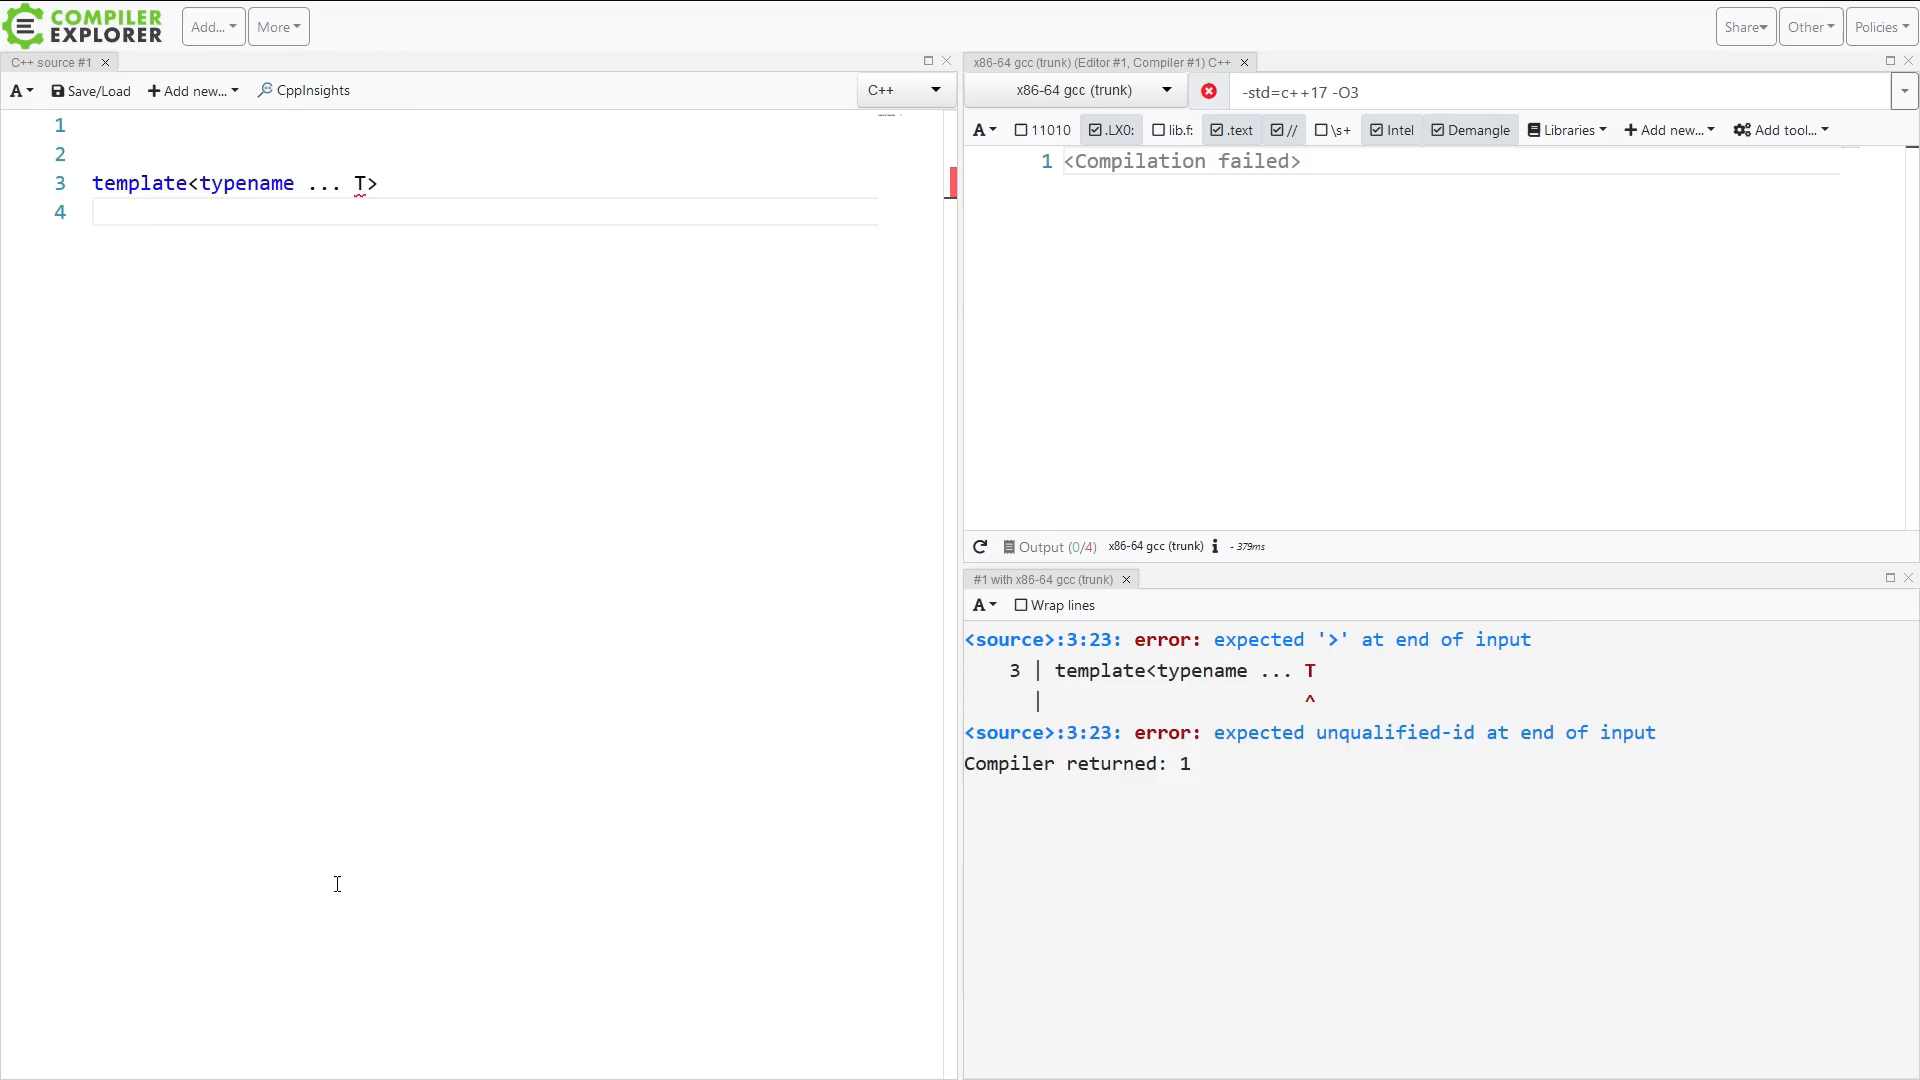 COMPILER
EXPLORER
Add...
More
Share
Other
Policies
C++ source #1
A
Save/Load
Add new...
CppInsights
C++
1
2
3 template<typename ... T>
4
x86-64 gcc (trunk) (Editor #1, Compiler #1) C++
x86-64 gcc (trunk)
-std=c++17 -O3
A
11010
.LX0:
lib.f:
.text
//
\s+
Intel
Demangle
Libraries
Add new...
Add tool...
1 <Compilation failed>
Output (0/4)
x86-64 gcc (trunk)
- 379ms
#1 with x86-64 gcc (trunk)
A
Wrap lines
<source>:3:23: error: expected '>' at end of input
3 | template<typename ... T
| ^
<source>:3:23: error: expected unqualified-id at end of input
Compiler returned: 1